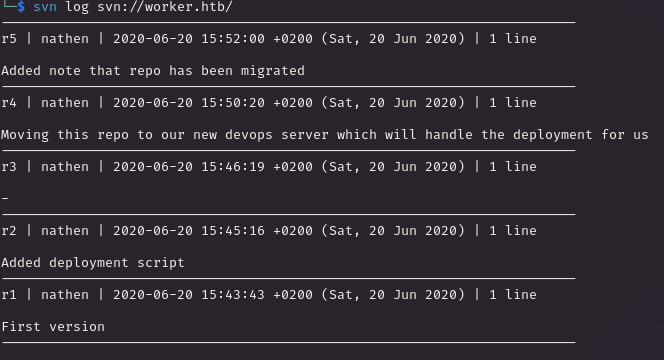 └─$ svn log svn://worker.htb/
------------------------------------------------------------------------
r5 | nathen | 2020-06-20 15:52:00 +0200 (Sat, 20 Jun 2020) | 1 line
Added note that repo has been migrated
------------------------------------------------------------------------
r4 | nathen | 2020-06-20 15:50:20 +0200 (Sat, 20 Jun 2020) | 1 line
Moving this repo to our new devops server which will handle the deployment for us
------------------------------------------------------------------------
r3 | nathen | 2020-06-20 15:46:19 +0200 (Sat, 20 Jun 2020) | 1 line
-
------------------------------------------------------------------------
r2 | nathen | 2020-06-20 15:45:16 +0200 (Sat, 20 Jun 2020) | 1 line
Added deployment script
------------------------------------------------------------------------
r1 | nathen | 2020-06-20 15:43:43 +0200 (Sat, 20 Jun 2020) | 1 line
First version
------------------------------------------------------------------------